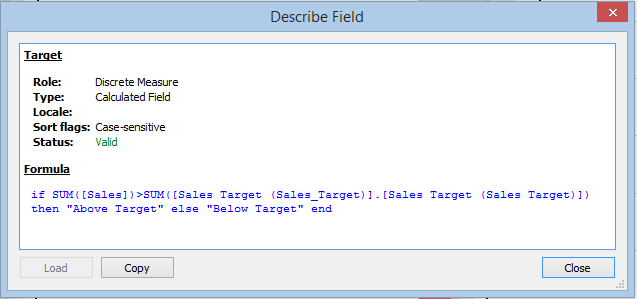 Describe Field
Target
Role: Discrete Measure
Type: Calculated Field
Locale:
Sort flags: Case-sensitive
Status: Valid
Formula
if SUM([Sales])>SUM([Sales Target (Sales_Target)].[Sales Target (Sales Target)])
then "Above Target" else "Below Target" end
Load Copy Close